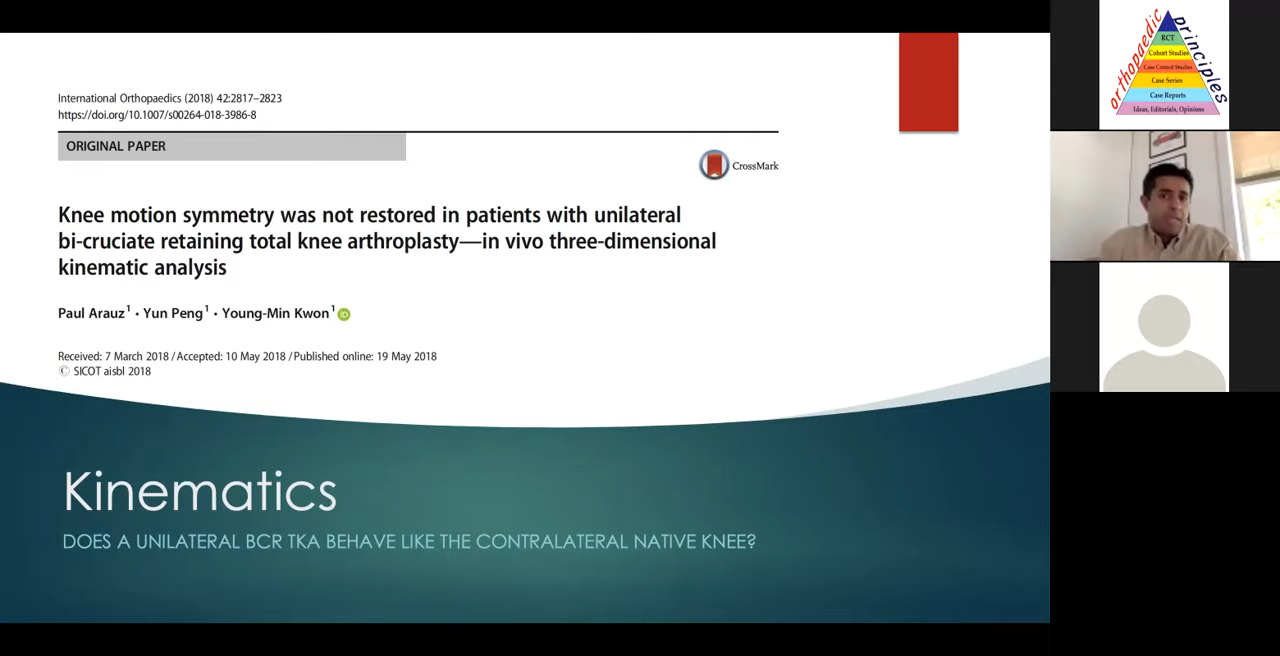 International Orthopaedics (2018) 42:2817–2823
https://doi.org/10.1007/s00264-018-3986-8
ORIGINAL PAPER
CrossMark
Knee motion symmetry was not restored in patients with unilateral
bi-cruciate retaining total knee arthroplasty—in vivo three-dimensional
kinematic analysis
Paul Arauz1 · Yun Peng1 · Young-Min Kwon1 iD
Received: 7 March 2018 / Accepted: 10 May 2018 / Published online: 19 May 2018
© SICOT aisbl 2018
Kinematics
DOES A UNILATERAL BCR TKA BEHAVE LIKE THE CONTRALATERAL NATIVE KNEE?
orthopaedic principles
RCT
Cohort Studies
Case Control Studies
Case Series
Case Reports
Ideas, Editorials, Opinions